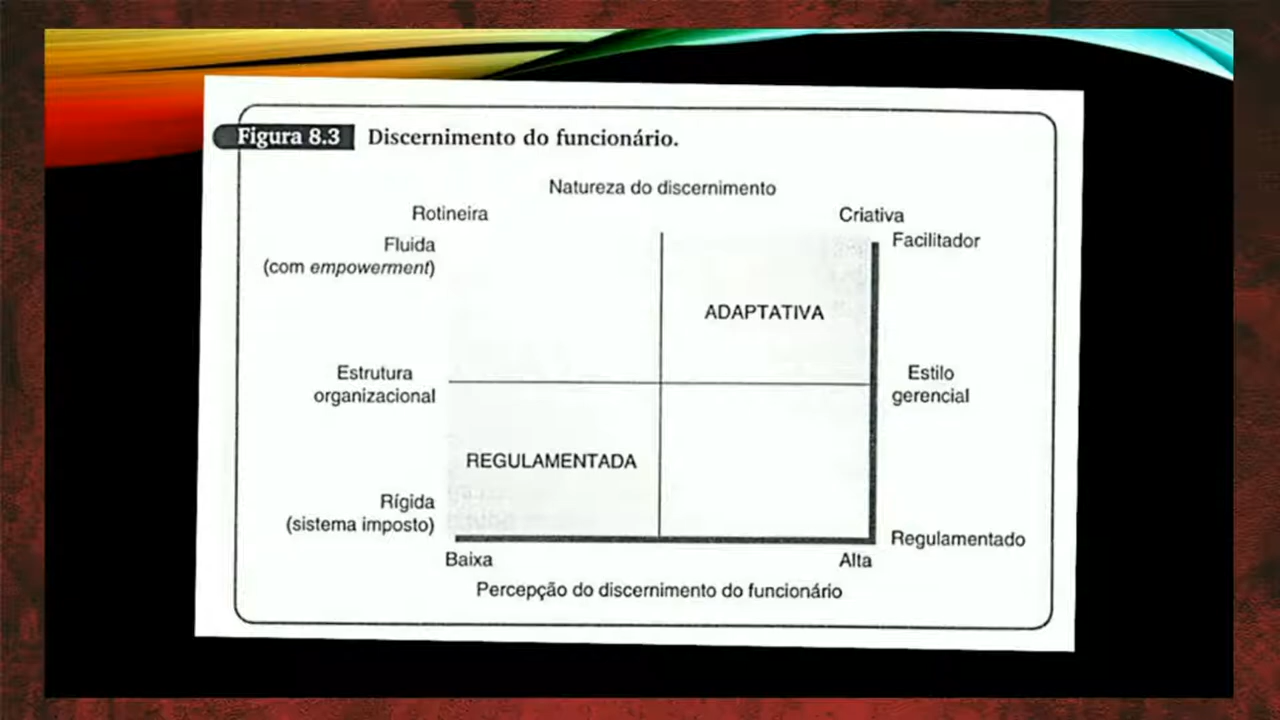 Figura 8.3 Discernimento do funcionário.
Natureza do discernimento
Rotineira Criativa
Fluida Facilitador
(com empowerment)
ADAPTATIVA
Estrutura Estilo
organizacional gerencial
REGULAMENTADA
Rígida
(sistema imposto)
Regulamentado
Baixa Alta
Percepção do discernimento do funcionário